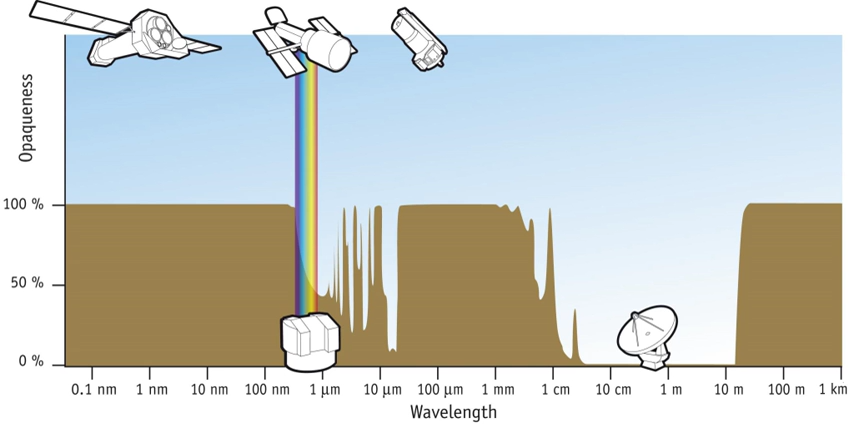 Opaqueness
100 %
50 %
0 %
0.1 nm 1 nm 10 nm 100 nm 1 μm 10 μm 100 μm 1 mm 1 cm 10 cm 1 m 10 m 100 m 1 km
Wavelength